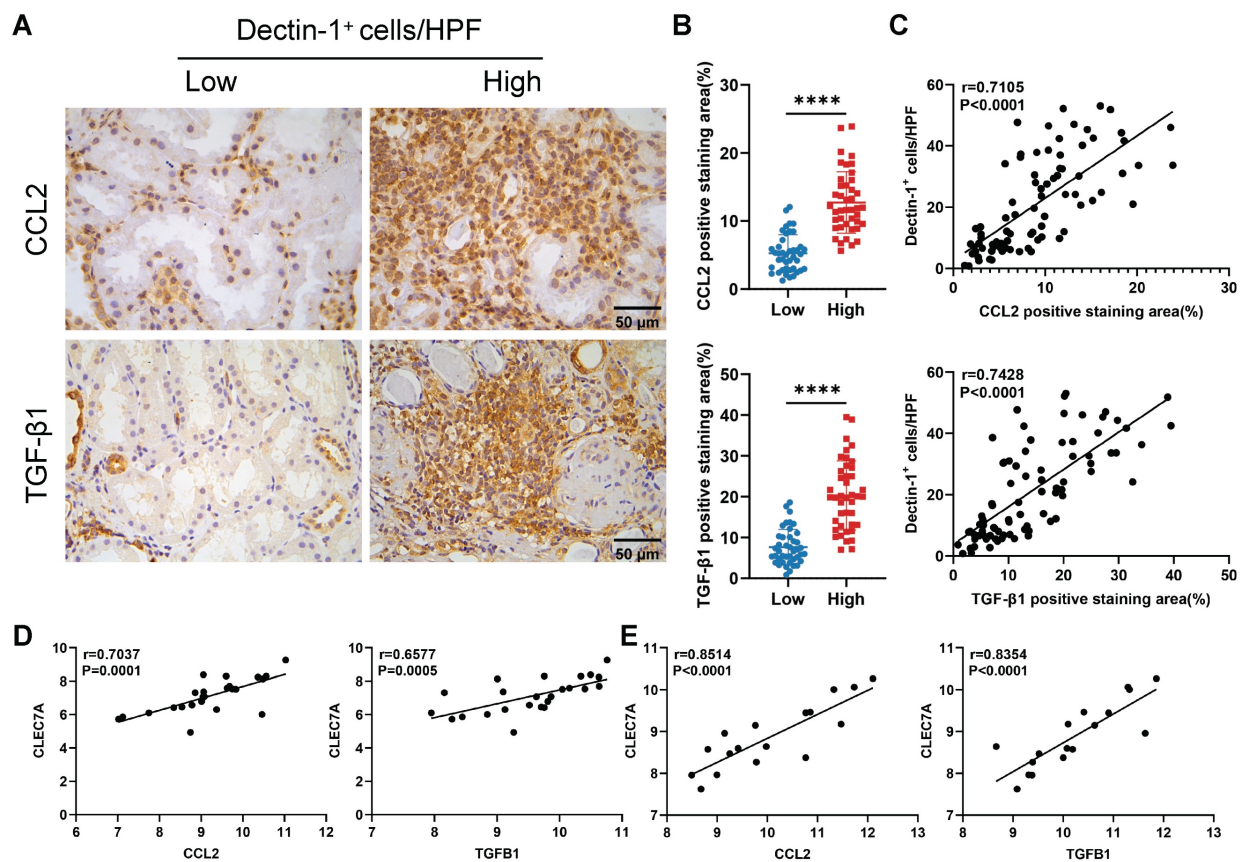 A
Dectin-1⁺ cells/HPF
Low
High
CCL2
50 μm
TGF-β1
50 μm
B
CCL2 positive staining area(%)
30
20
10
0
****
Low
High
TGF-β1 positive staining area(%)
50
40
30
20
10
0
****
Low
High
C
r=0.7105
P<0.0001
Dectin-1⁺ cells/HPF
60
40
20
0
0
10
20
30
CCL2 positive staining area(%)
r=0.7428
P<0.0001
Dectin-1⁺ cells/HPF
60
40
20
0
0
10
20
30
40
50
TGF-β1 positive staining area(%)
D
r=0.7037
P=0.0001
CLEC7A
10
8
6
4
2
0
6
7
8
9
10
11
12
CCL2
r=0.6577
P=0.0005
CLEC7A
10
8
6
4
2
0
7
8
9
10
11
TGFB1
E
r=0.8514
P<0.0001
CLEC7A
11
10
9
8
7
8
9
10
11
12
13
CCL2
r=0.8354
P<0.0001
CLEC7A
11
10
9
8
7
8
9
10
11
12
13
TGFB1